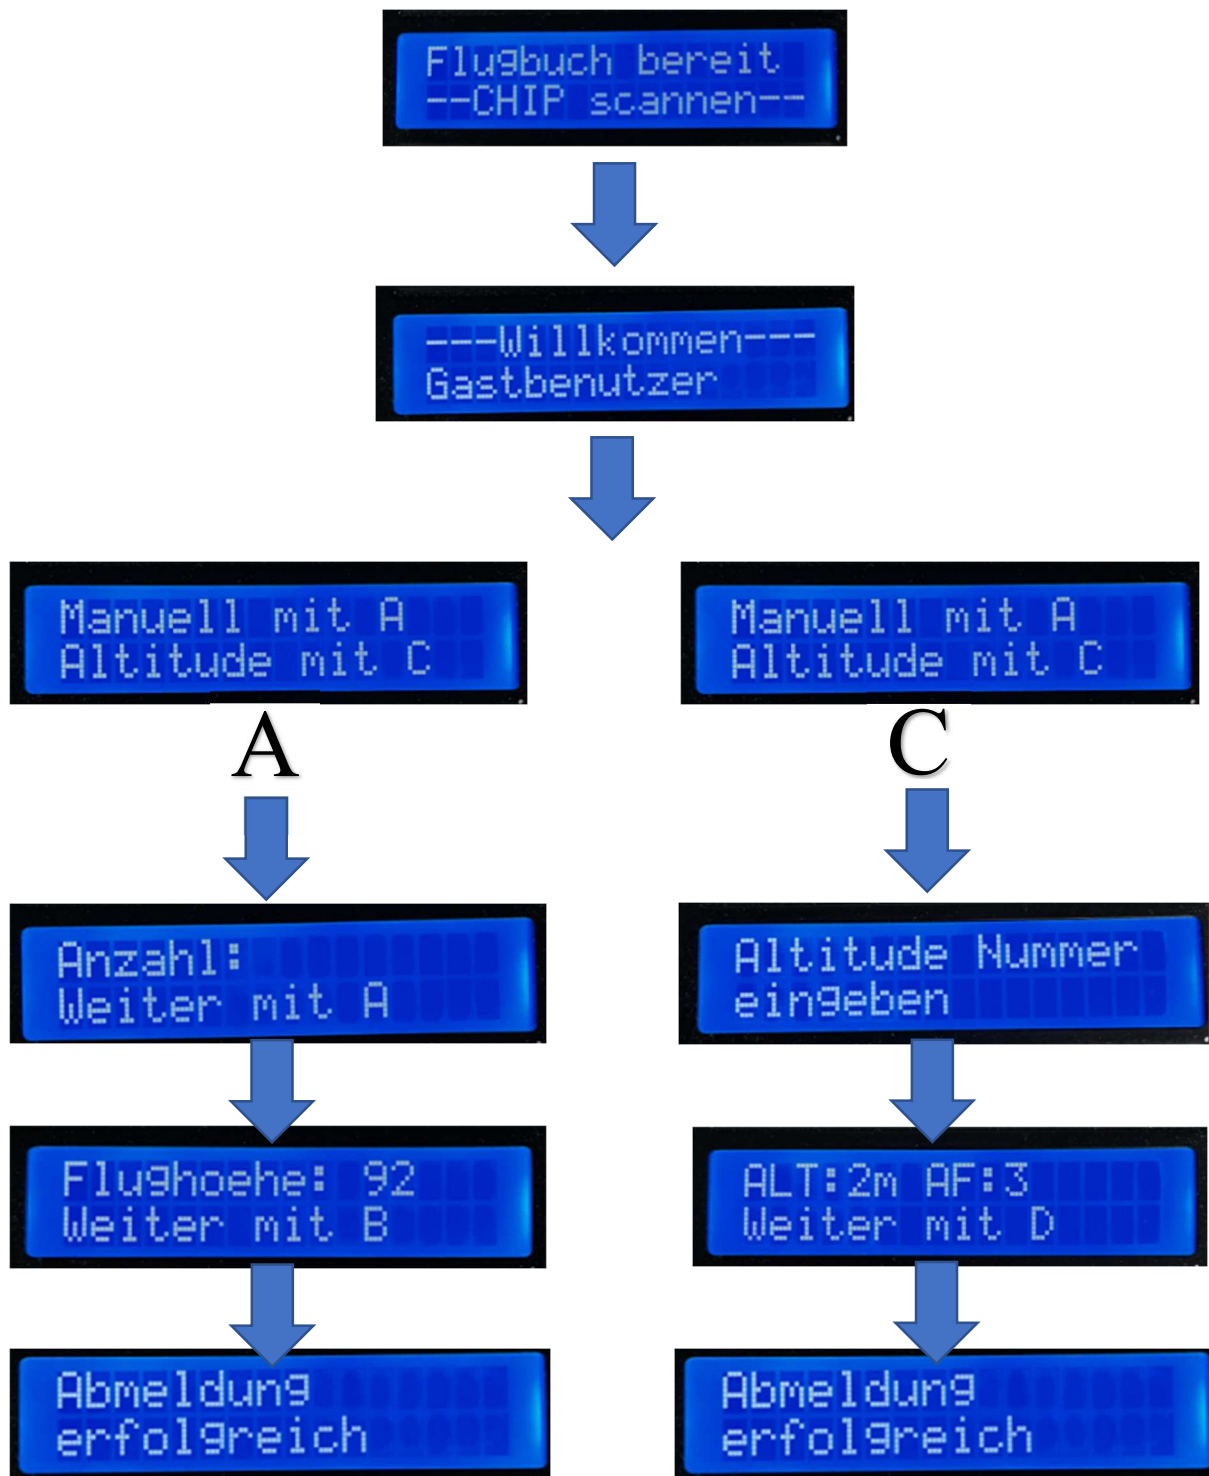 Flugbuch bereit
--CHIP scannen--
---Willkommen---
Gastbenutzer
Manuell mit A
Altitude mit C
A
Anzahl:
Weiter mit A
Flughoehe: 92
Weiter mit B
Abmeldung
erfolgreich
Manuell mit A
Altitude mit C
C
Altitude Nummer
eingeben
ALT:2m AF:3
Weiter mit D
Abmeldung
erfolgreich